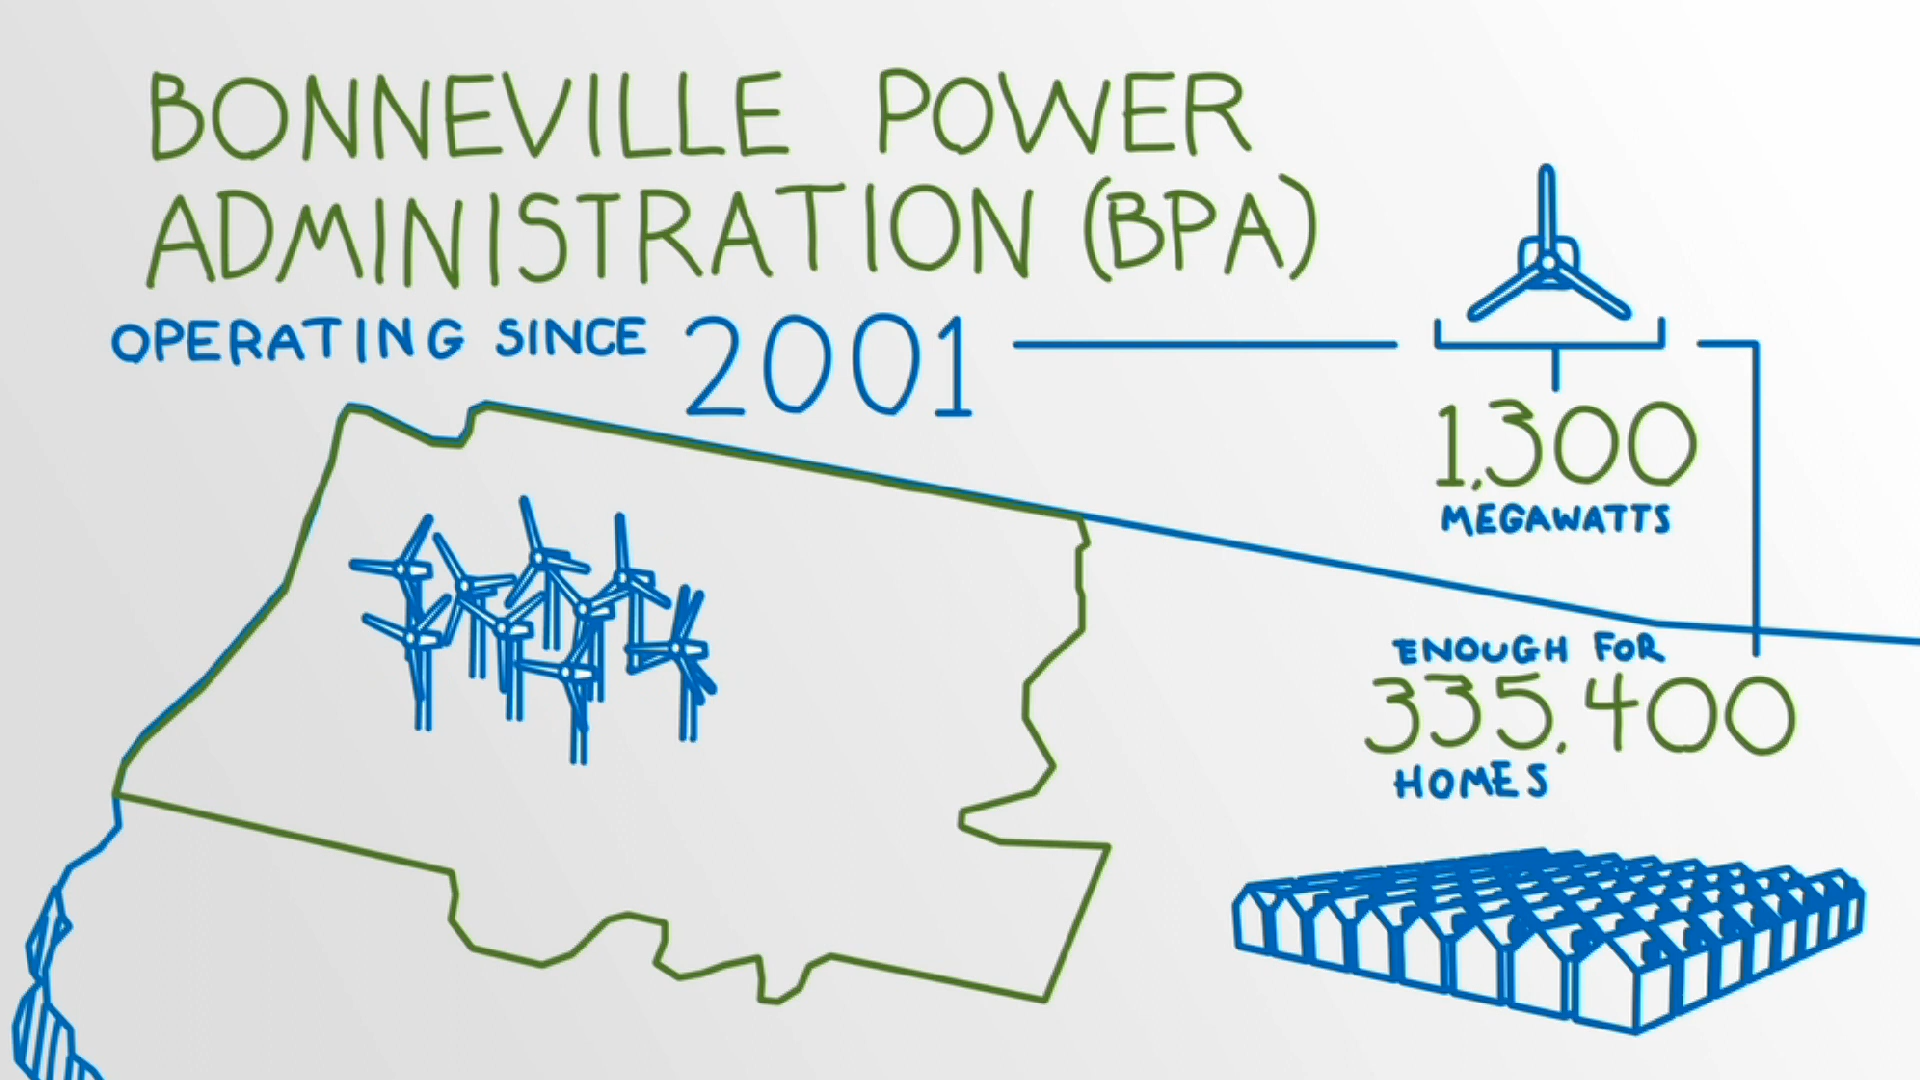 BONNEVILLE POWER
ADMINISTRATION (BPA)
OPERATING SINCE 2001
1,300
MEGAWATTS
ENOUGH FOR
335,400
HOMES